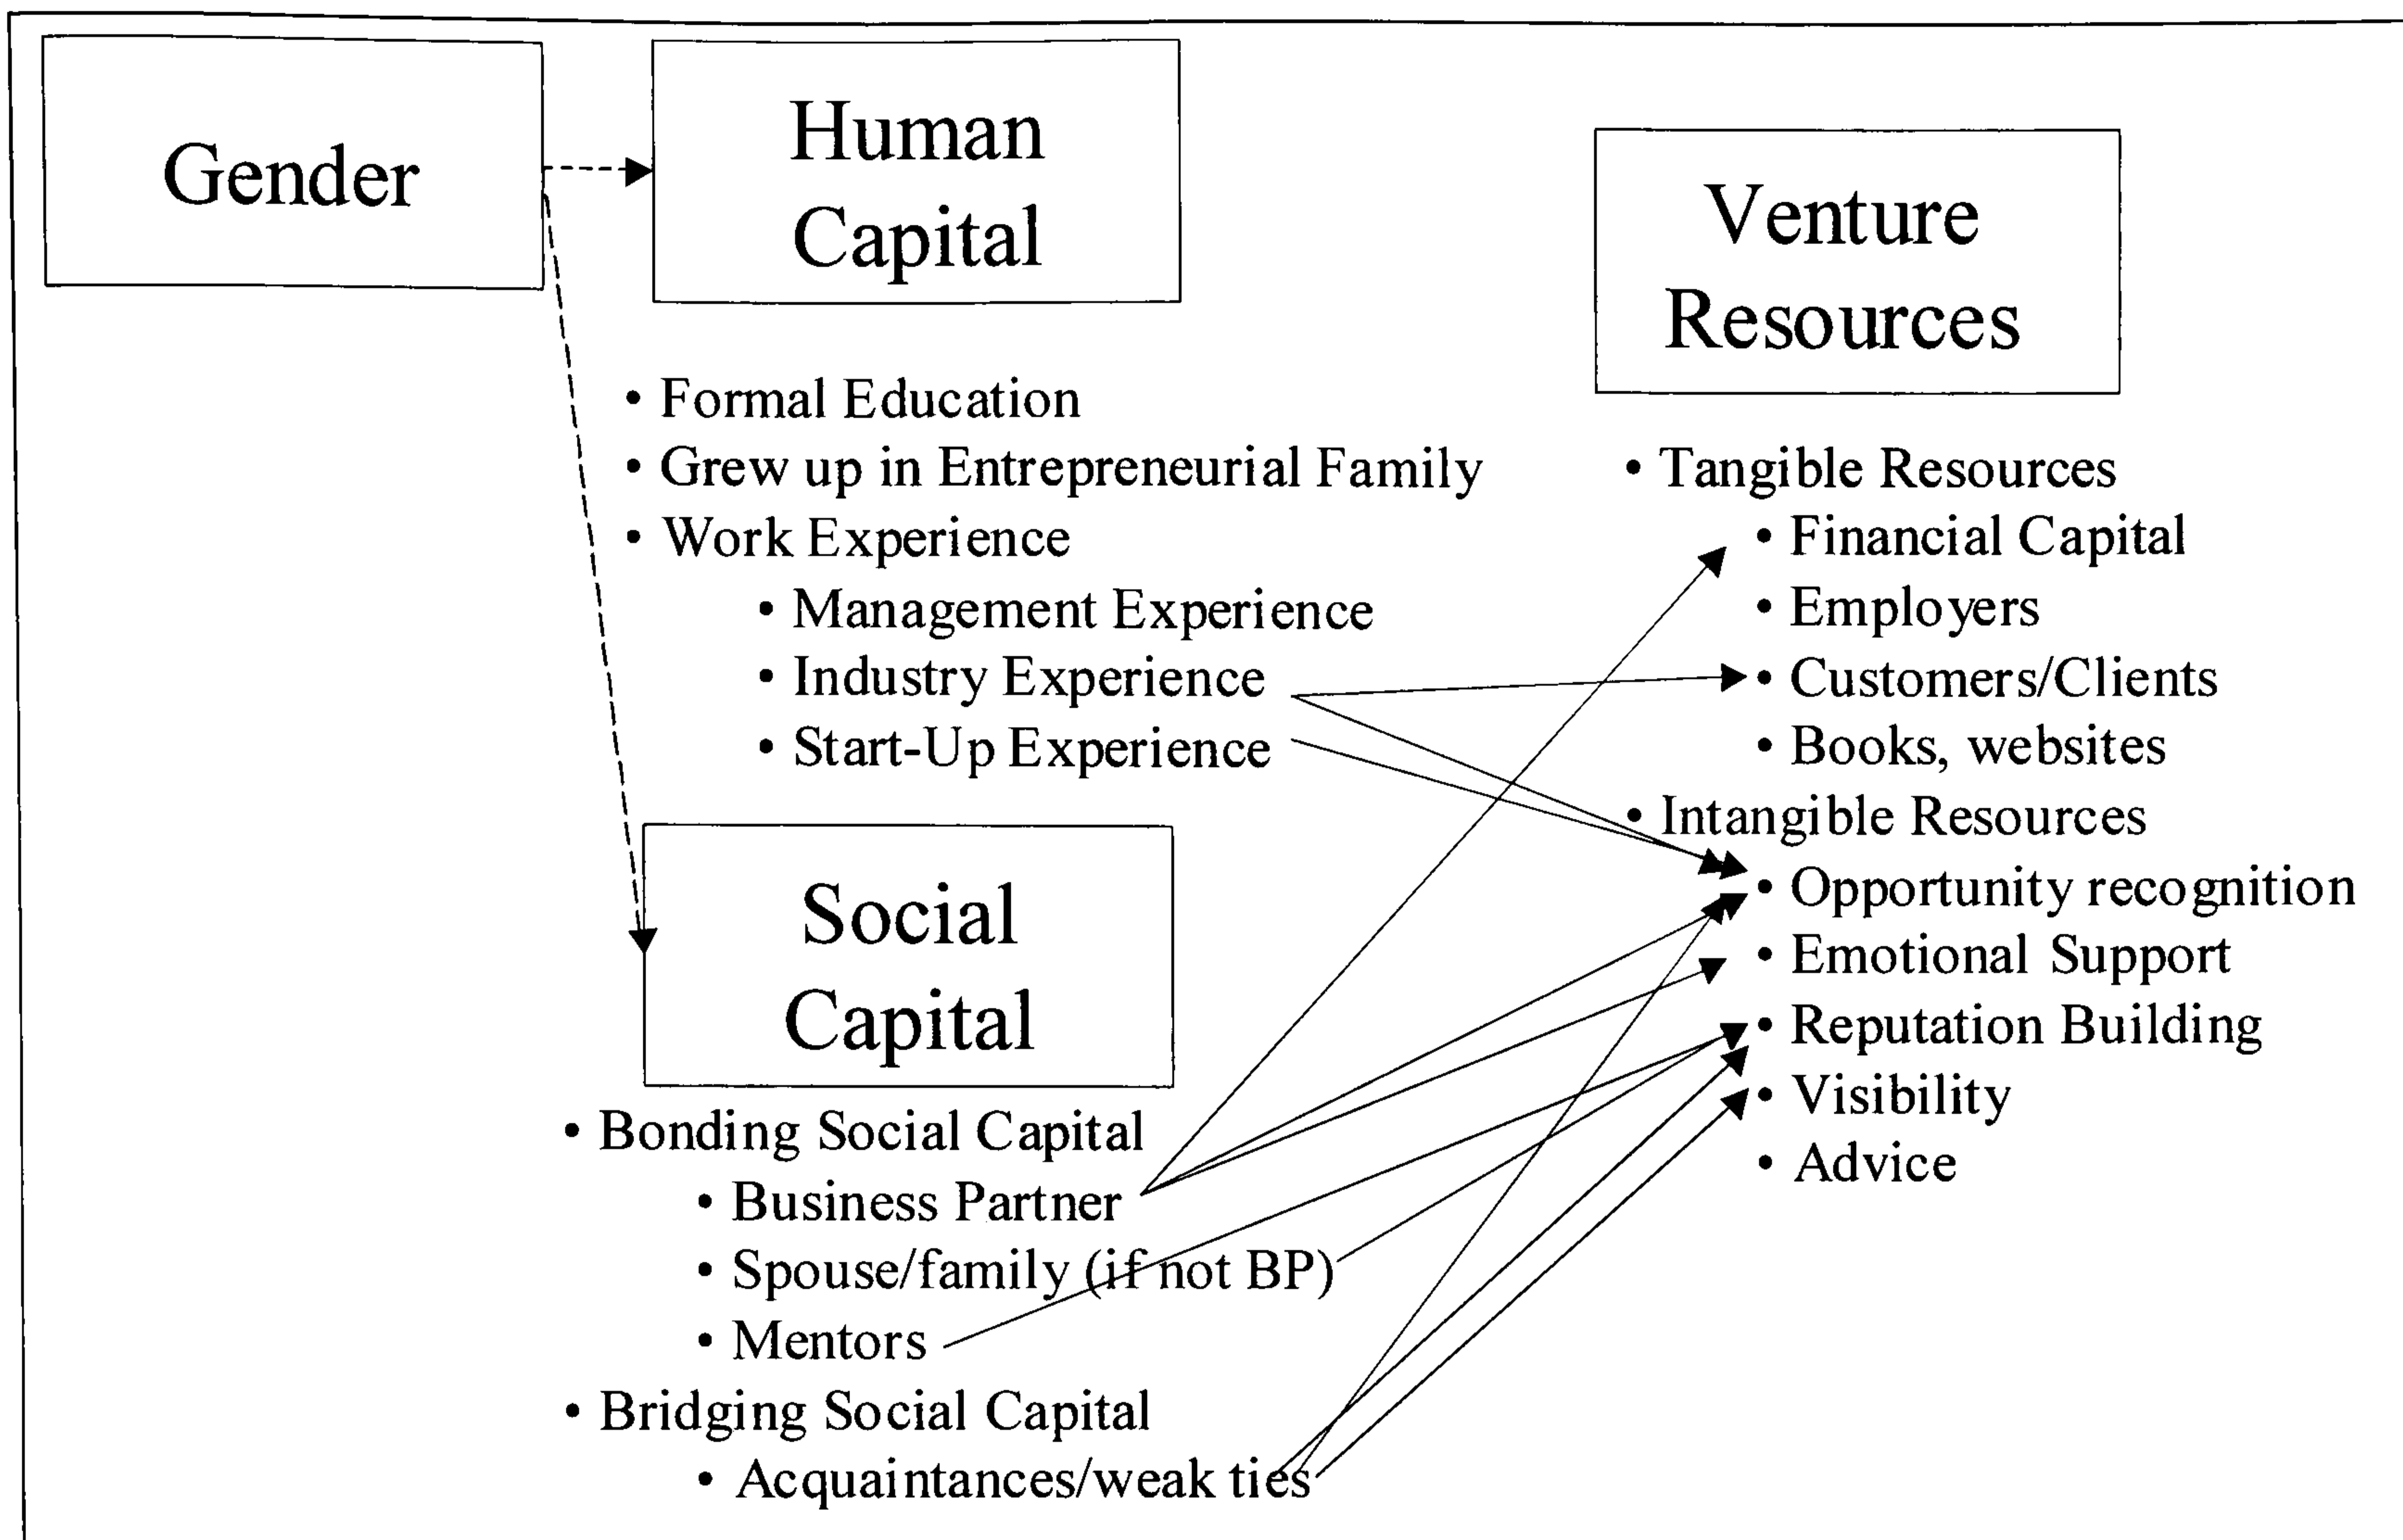 Gender
Human
Capital
• Formal Education
• Grew up in Entrepreneurial Family
• Work Experience
• Management Experience
• Industry Experience
• Start-Up Experience
Social
Capital
• Bonding Social Capital
• Business Partner
• Spouse/family (if not BP)
• Mentors
• Bridging Social Capital
• Acquaintances/weak ties
Venture
Resources
• Tangible Resources
• Financial Capital
• Employers
• Customers/Clients
• Books, websites
• Intangible Resources
• Opportunity recognition
• Emotional Support
• Reputation Building
• Visibility
• Advice